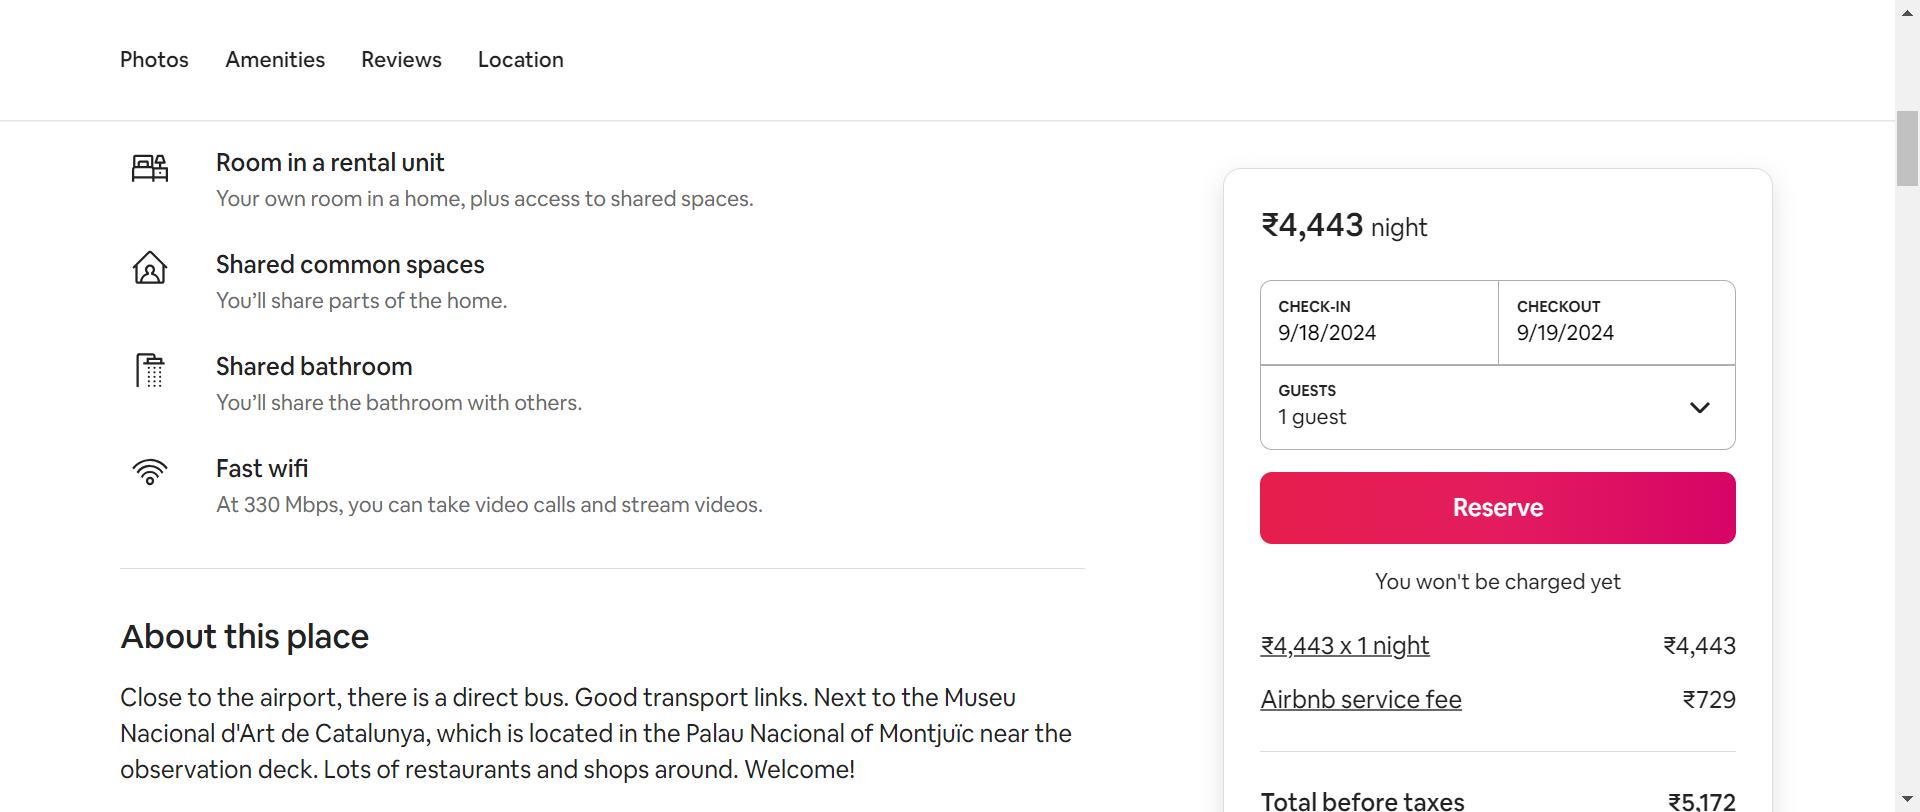 Photos Amenities Reviews Location
Room in a rental unit
Your own room in a home, plus access to shared spaces.
Shared common spaces
You’ll share parts of the home.
Shared bathroom
You’ll share the bathroom with others.
Fast wifi
At 330 Mbps, you can take video calls and stream videos.
About this place
Close to the airport, there is a direct bus. Good transport links. Next to the Museu
Nacional d'Art de Catalunya, which is located in the Palau Nacional of Montjuïc near the
observation deck. Lots of restaurants and shops around. Welcome!
₹4,443 night
CHECK-IN
9/18/2024
CHECKOUT
9/19/2024
GUESTS
1 guest
Reserve
You won't be charged yet
₹4,443 x 1 night ₹4,443
Airbnb service fee ₹729
Total before taxes ₹5,172